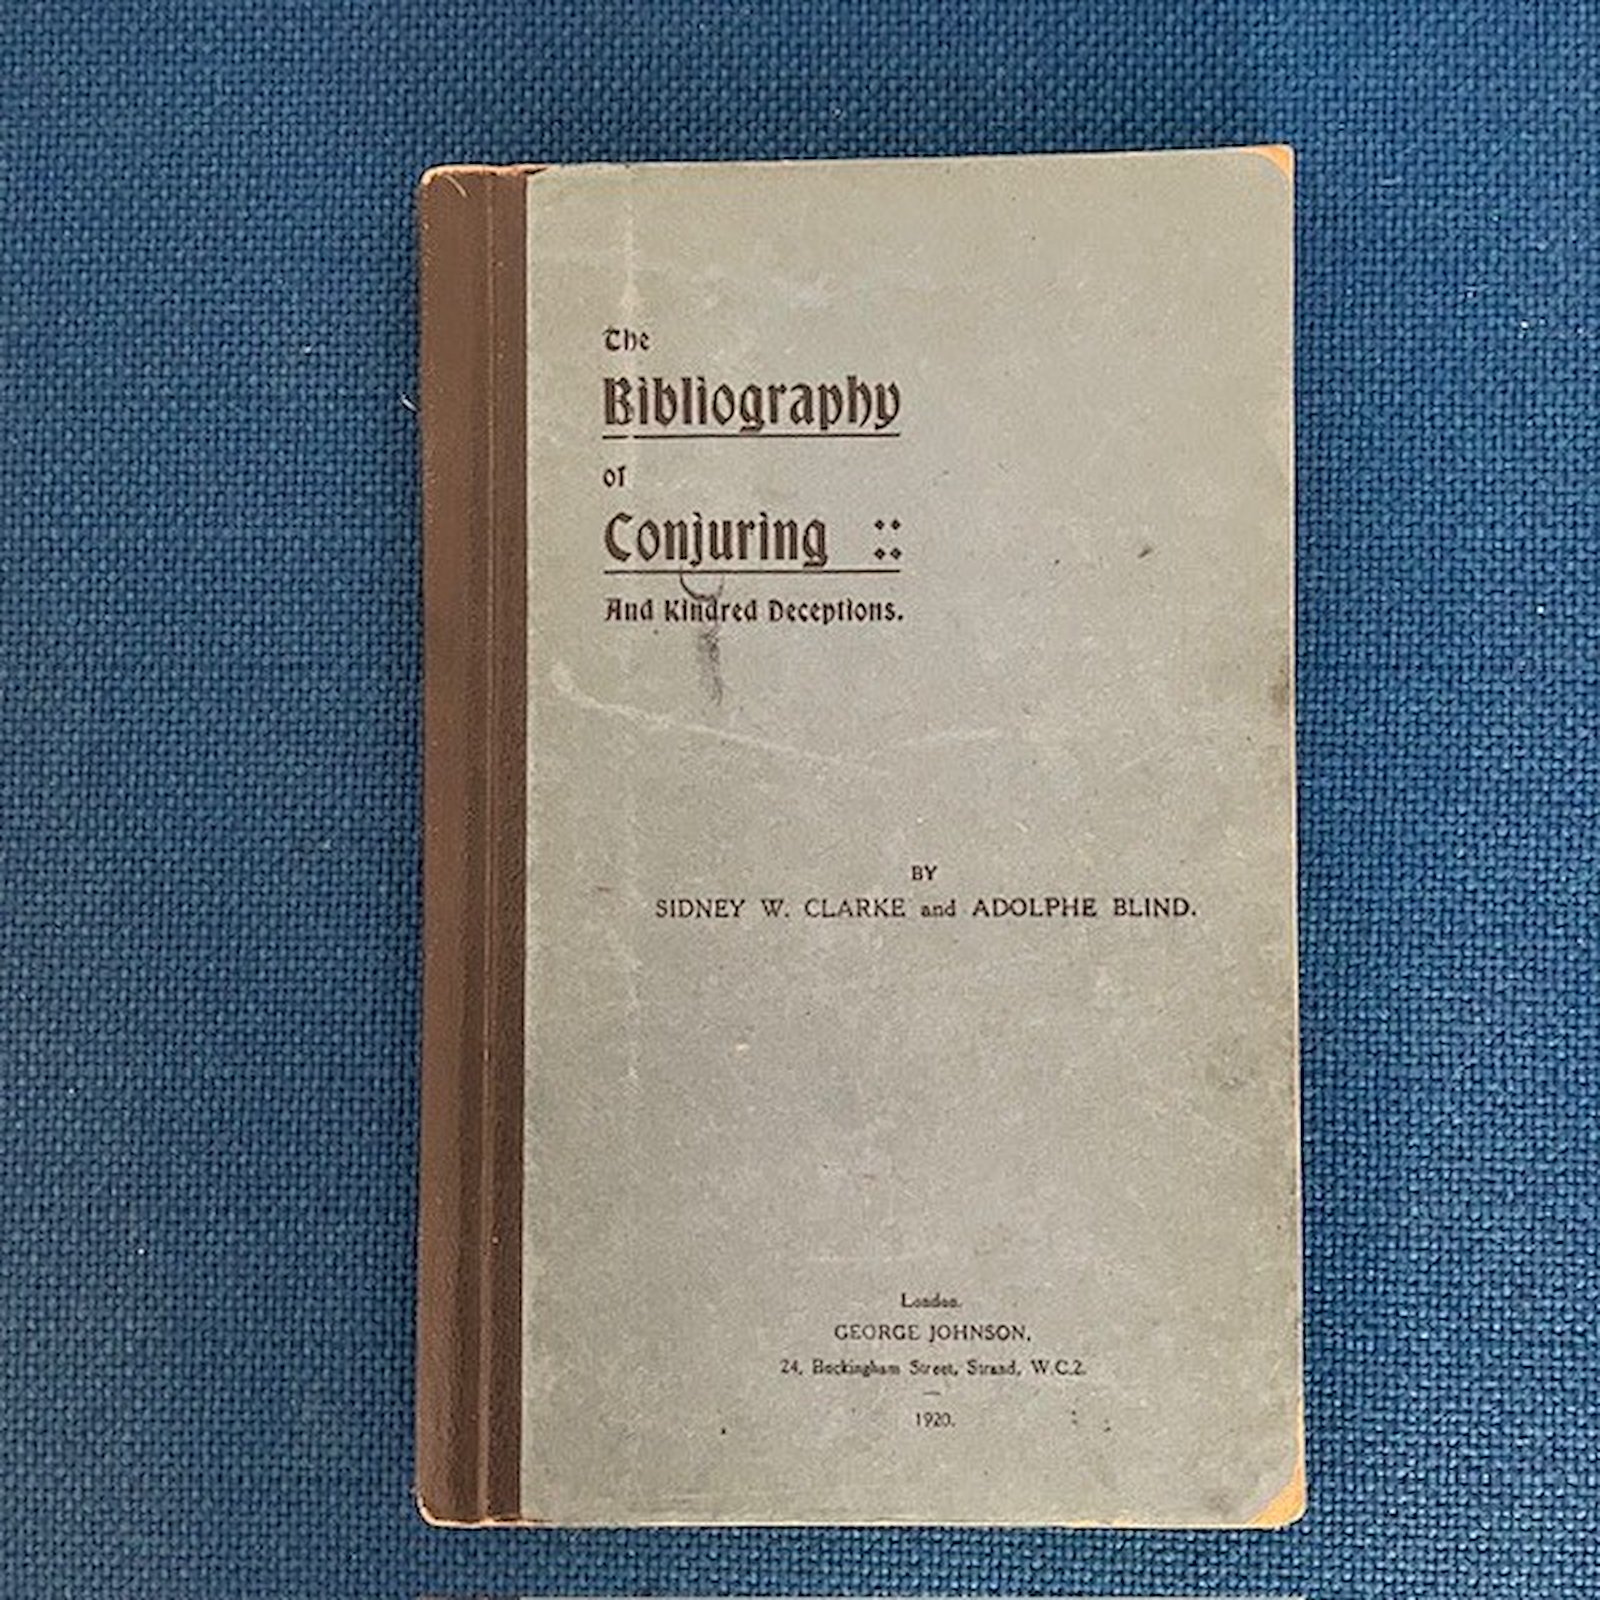 The
Bibliography
of
Conjuring ::
And Kindred Deceptions.
BY
SIDNEY W. CLARKE and ADOLPHE BLIND.
London.
GEORGE JOHNSON,
24, Buckingham Street, Strand, W.C.2.
1920.